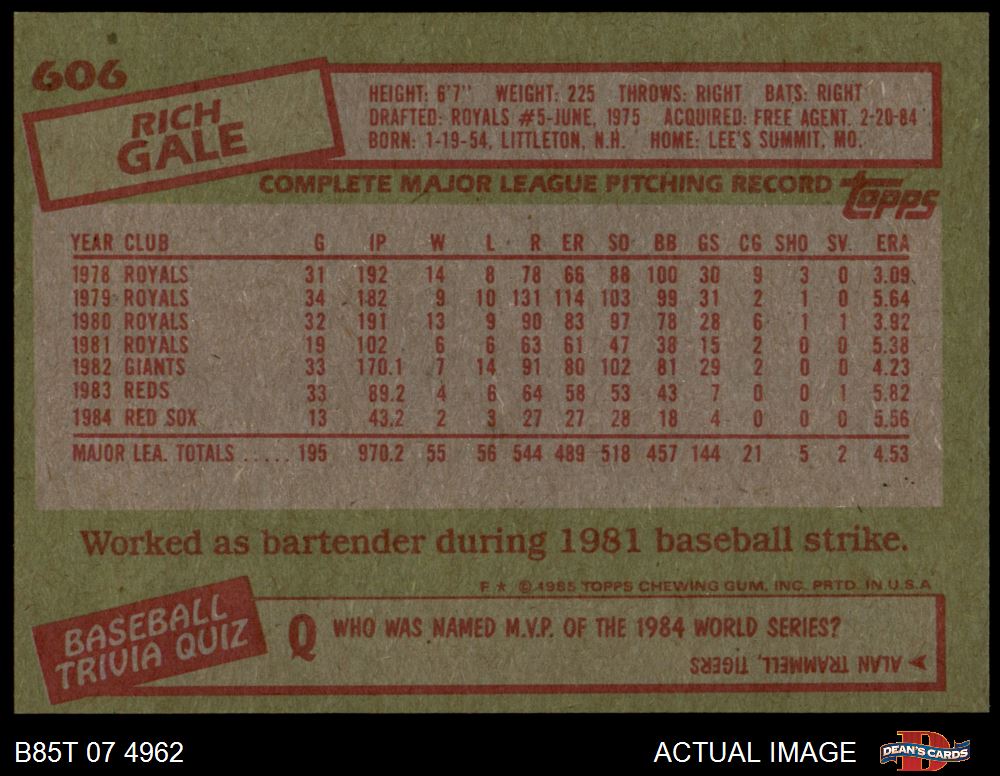 606
RICH
GALE
HEIGHT: 6'7" WEIGHT: 225 THROWS: RIGHT BATS: RIGHT
DRAFTED: ROYALS #5-JUNE, 1975 ACQUIRED: FREE AGENT, 2-20-84
BORN: 1-19-54, LITTLETON, N.H. HOME: LEE'S SUMMIT, MO.
COMPLETE MAJOR LEAGUE PITCHING RECORD
topps
YEAR CLUB G IP W L R ER SO BB GS CG SHO SV. ERA
1978 ROYALS 31 192 14 8 78 66 88 100 30 9 3 0 3.09
1979 ROYALS 34 182 9 10 131 114 103 99 31 2 1 0 5.64
1980 ROYALS 32 191 13 9 90 83 97 78 28 6 1 1 3.92
1981 ROYALS 19 102 6 6 63 61 47 38 15 2 0 0 5.38
1982 GIANTS 33 170.1 7 14 91 80 102 81 29 2 0 0 4.23
1983 REDS 33 89.2 4 6 64 58 53 43 7 0 0 1 5.82
1984 RED SOX 13 43.2 2 3 27 27 28 18 4 0 0 0 5.56
MAJOR LEA. TOTALS ..... 195 970.2 55 56 544 489 518 457 144 21 5 2 4.53
Worked as bartender during 1981 baseball strike.
F ★ © 1985 TOPPS CHEWING GUM, INC. PRTD. IN U.S.A
BASEBALL
TRIVIA QUIZ
Q WHO WAS NAMED M.V.P. OF THE 1984 WORLD SERIES?
ALAN TRAMMELL, TIGERS
B85T 07 4962
ACTUAL IMAGE
DEAN'S CARDS